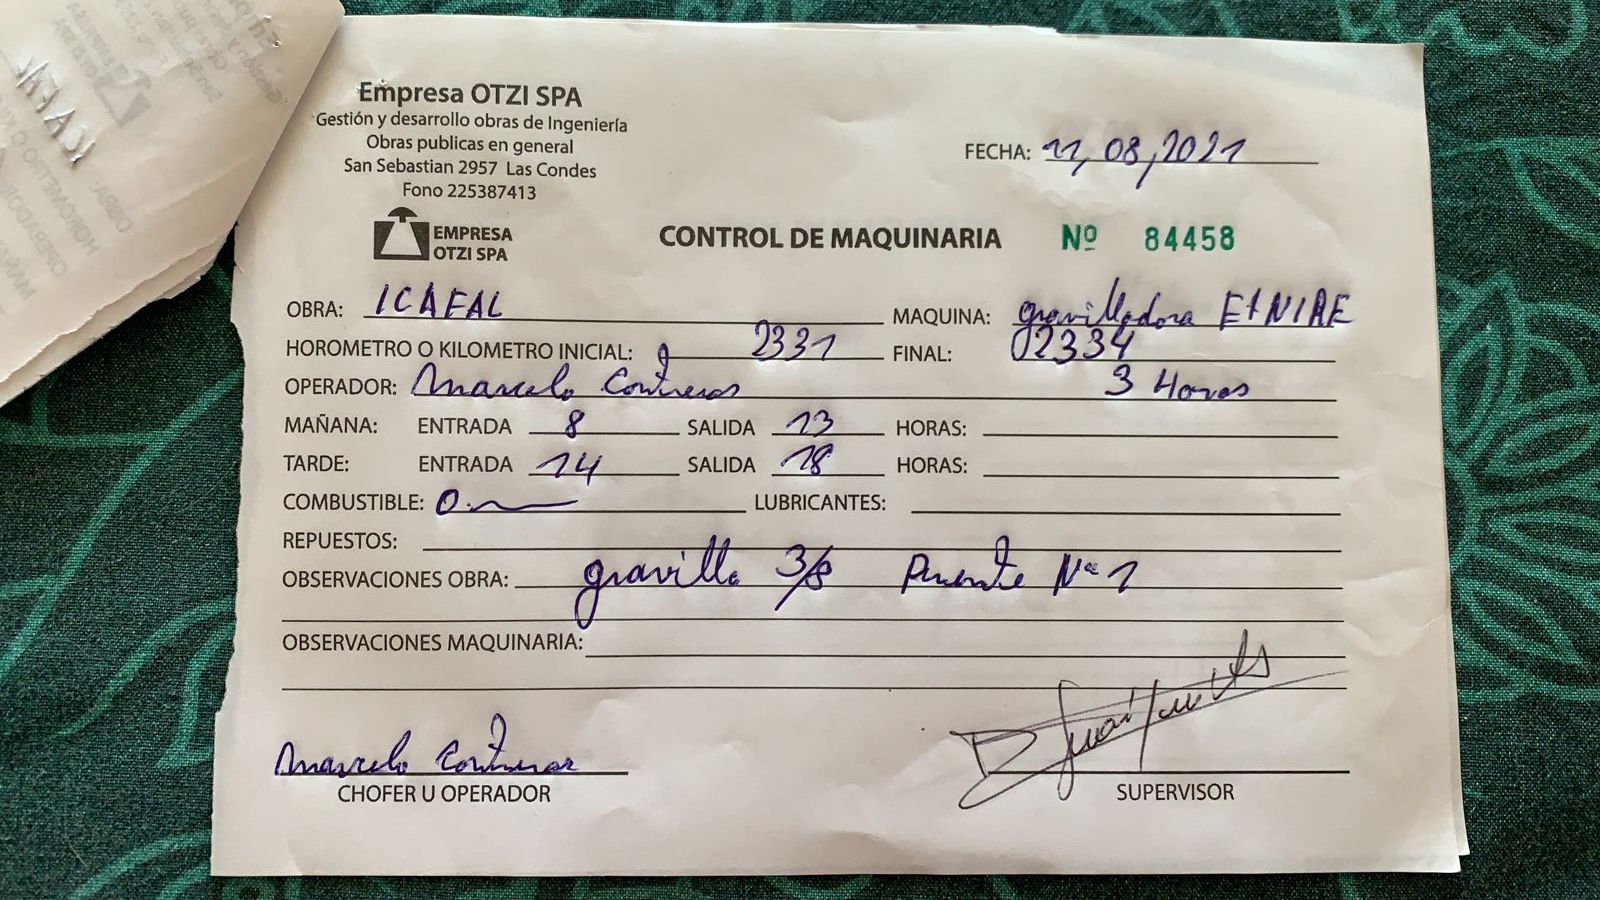 Empresa OTZI SPA
Gestión y desarrollo obras de Ingeniería
Obras publicas en general
San Sebastian 2957 Las Condes
Fono 225387413
EMPRESA
OTZI SPA
FECHA: 11,08,2021
CONTROL DE MAQUINARIA Nº 84458
OBRA: ICAFAL MAQUINA: gravilladora EtNIRE
HOROMETRO O KILOMETRO INICIAL: 2331 FINAL: 02334
OPERADOR: Marcelo Contreras 3 Horas
MAÑANA: ENTRADA 8 SALIDA 13 HORAS:
TARDE: ENTRADA 14 SALIDA 18 HORAS:
COMBUSTIBLE: 0.- LUBRICANTES:
REPUESTOS:
OBSERVACIONES OBRA: gravilla 3/8 Puente Nº 1
OBSERVACIONES MAQUINARIA:
Marcelo Contreras
CHOFER U OPERADOR
SUPERVISOR